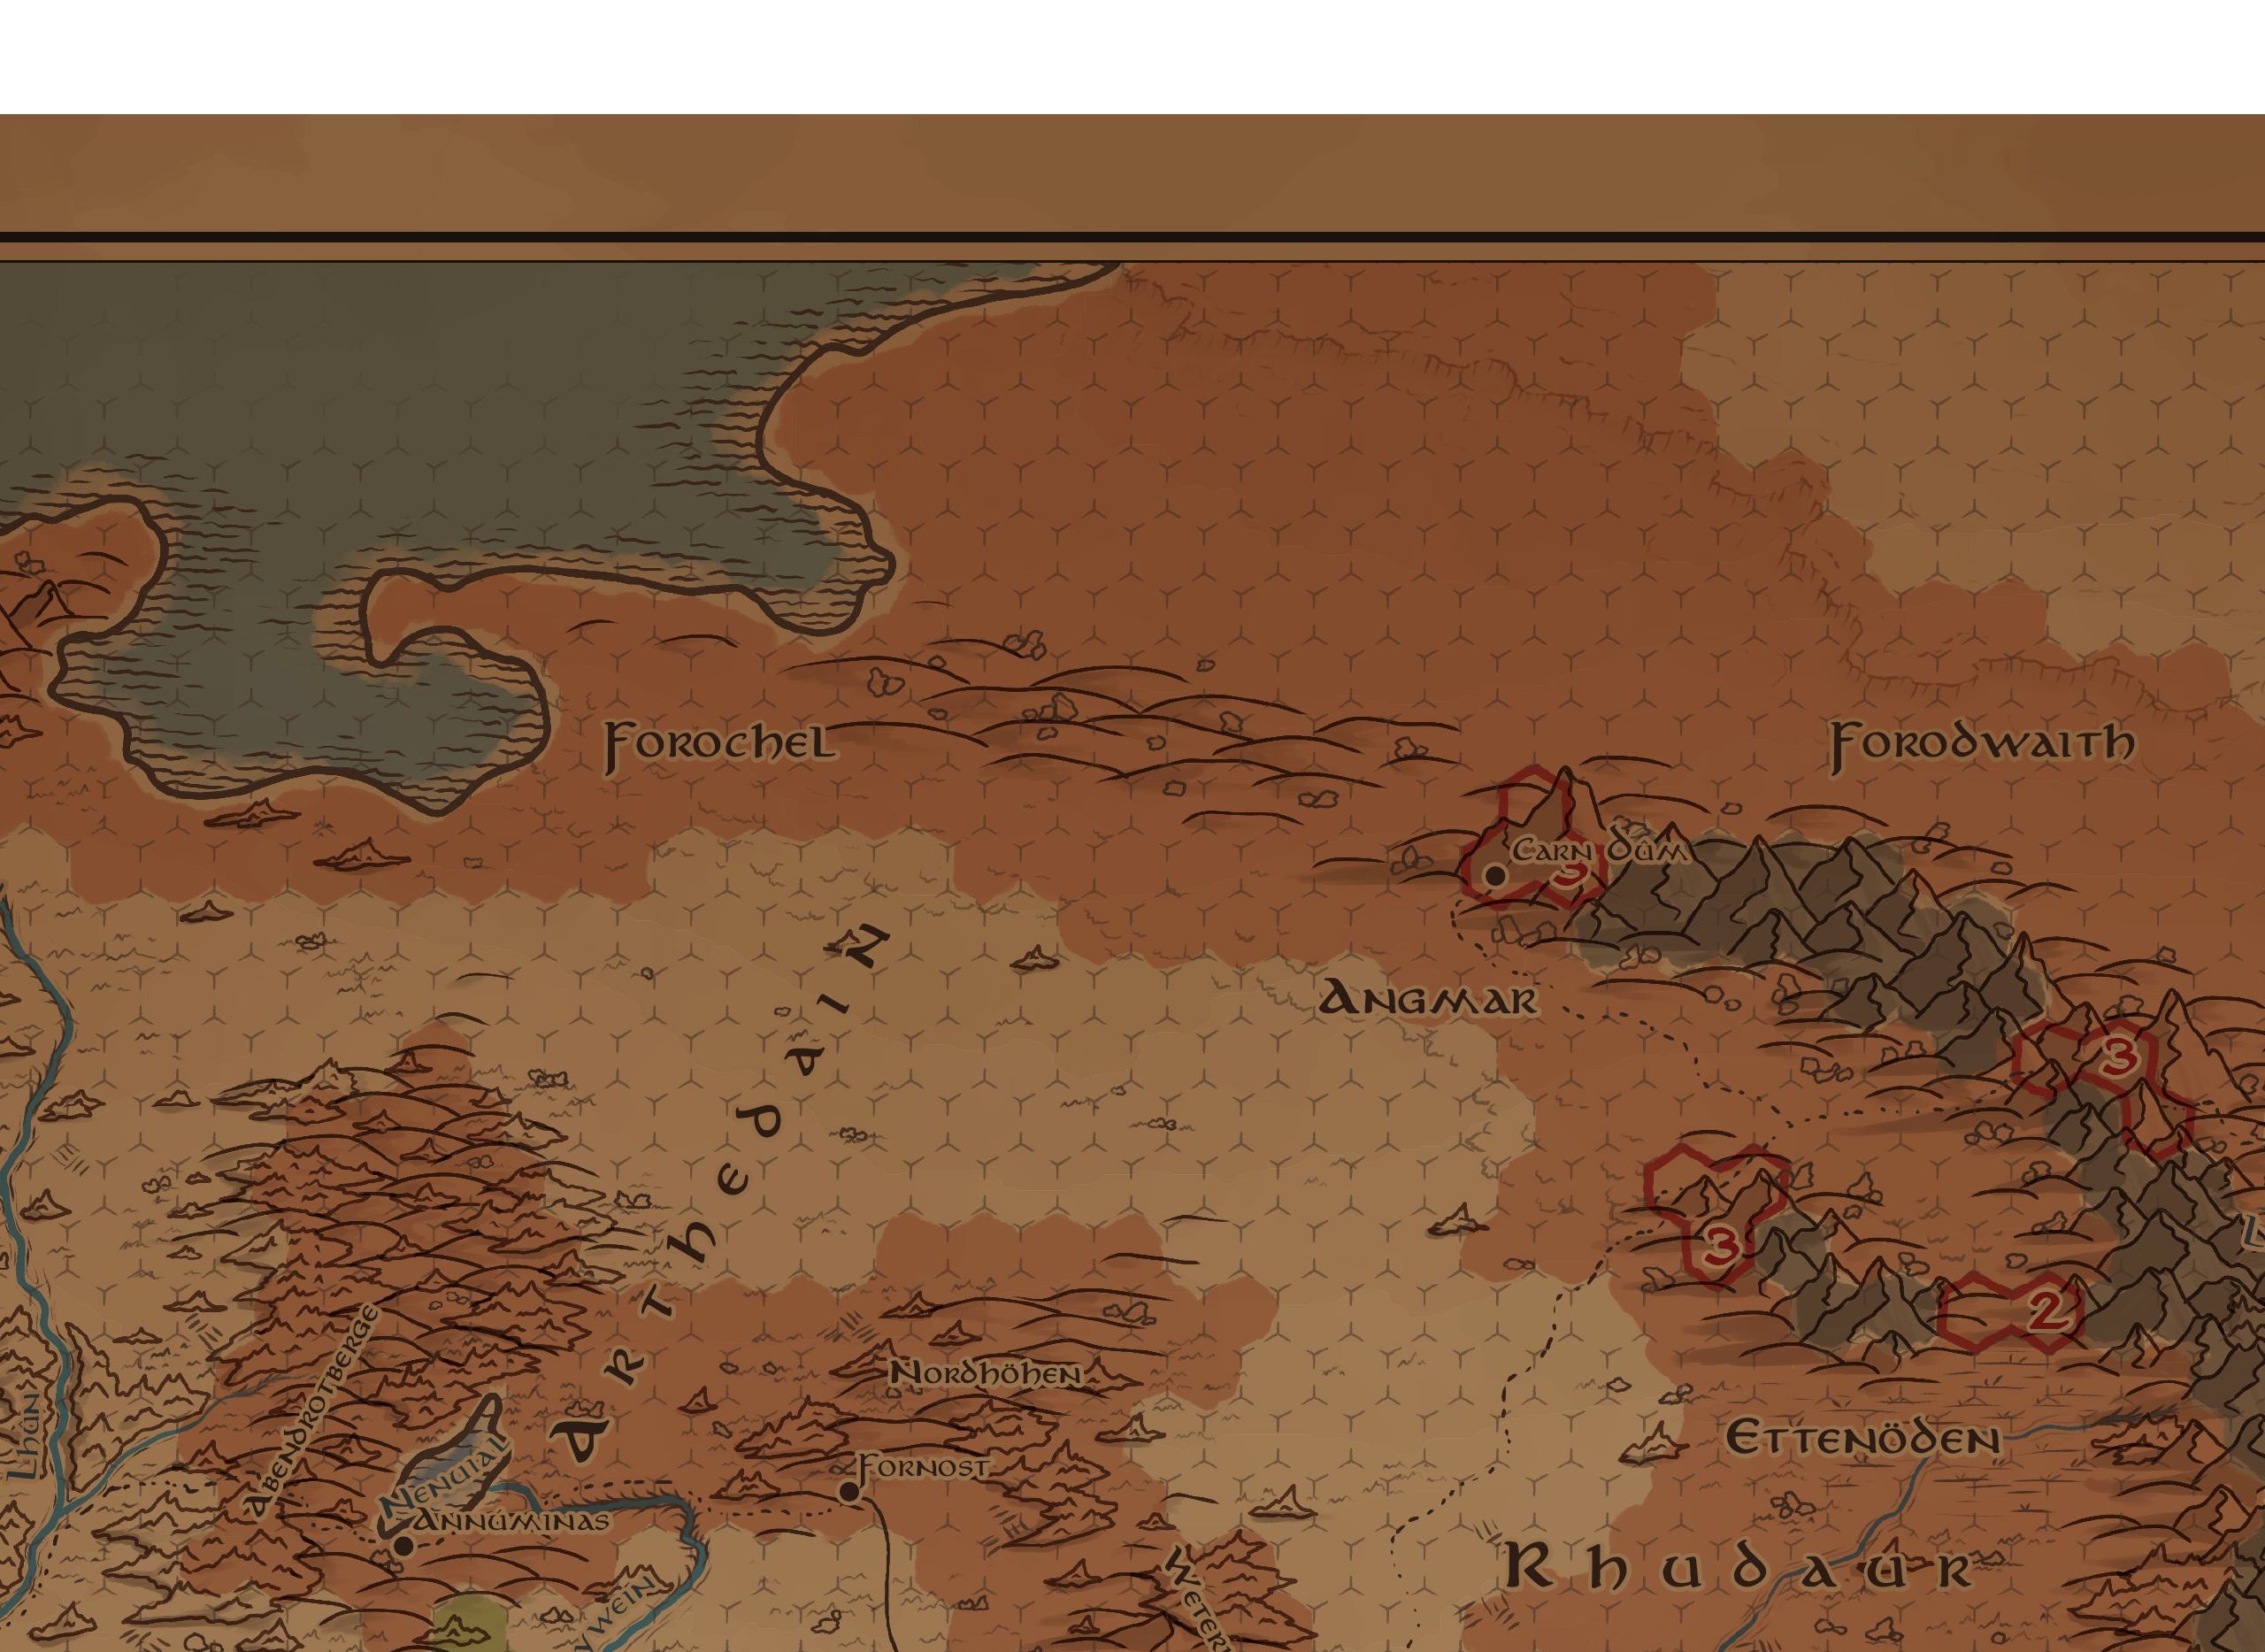 Forochel
Forodwaith
Carn Dûm
3
Arthedain
Angmar
3
3
2
Abendrotberge
Nordhöhen
Lhûn
Ettenöden
Nenuial
Fornost
Annúminas
Rhudaur